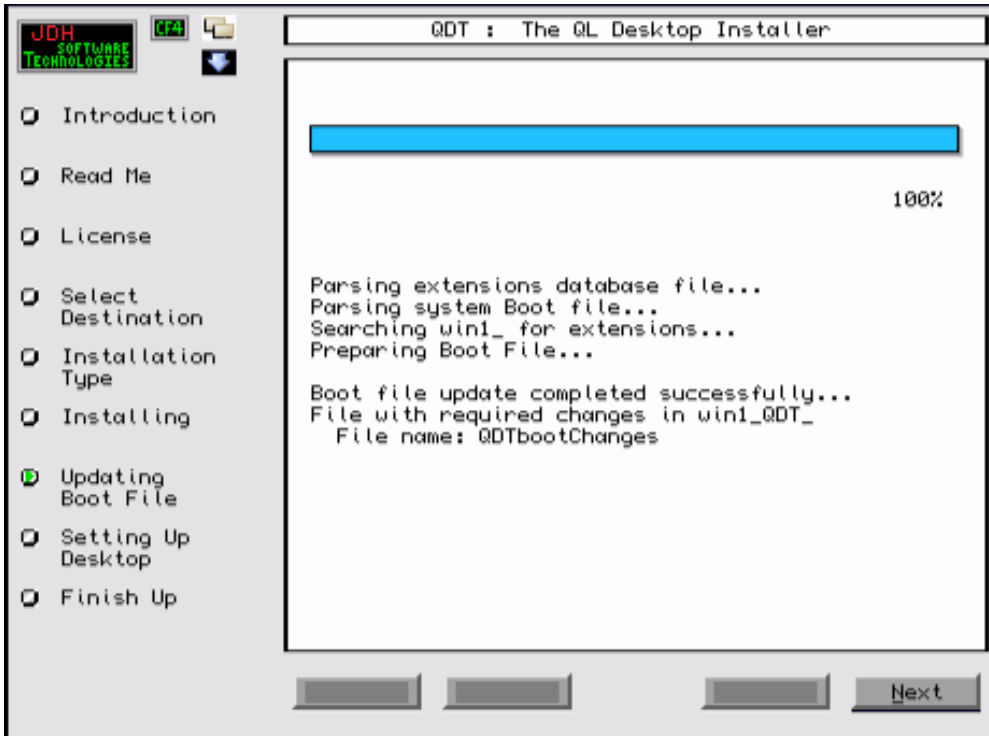 JDH
SOFTWARE
TECHNOLOGIES
CF4
QDT : The QL Desktop Installer
Introduction
Read Me
License
Select
Destination
Installation
Type
Installing
Updating
Boot File
Setting Up
Desktop
Finish Up
100%
Parsing extensions database file...
Parsing system Boot file...
Searching win1_ for extensions...
Preparing Boot File...
Boot file update completed successfully...
File with required changes in win1_QDT_
File name: QDTbootChanges
Next